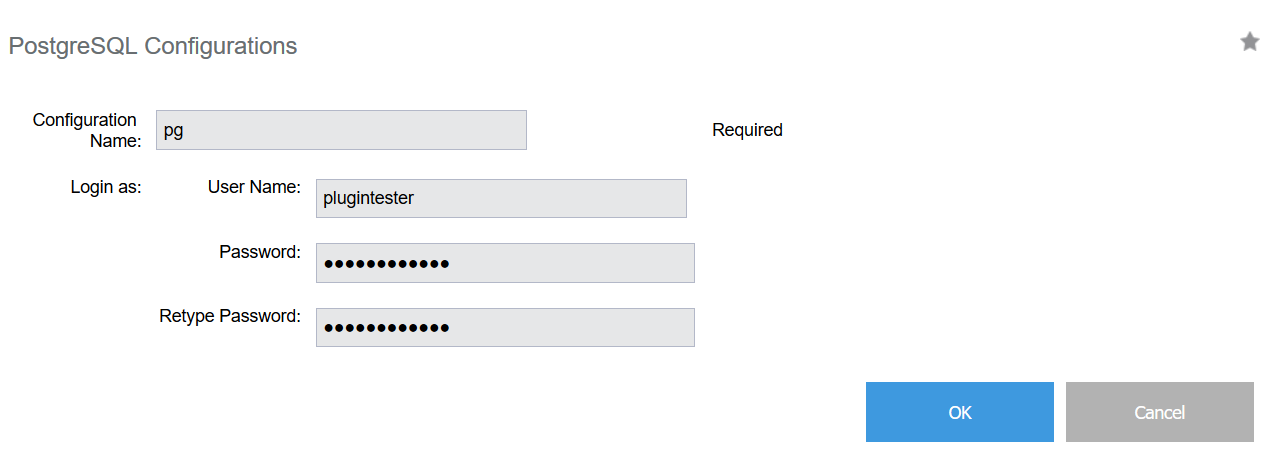 PostgreSQL Configurations
Configuration Name: pg Required
Login as: User Name: plugintester
Password: ●●●●●●●●●●●●
Retype Password: ●●●●●●●●●●●●
OK Cancel